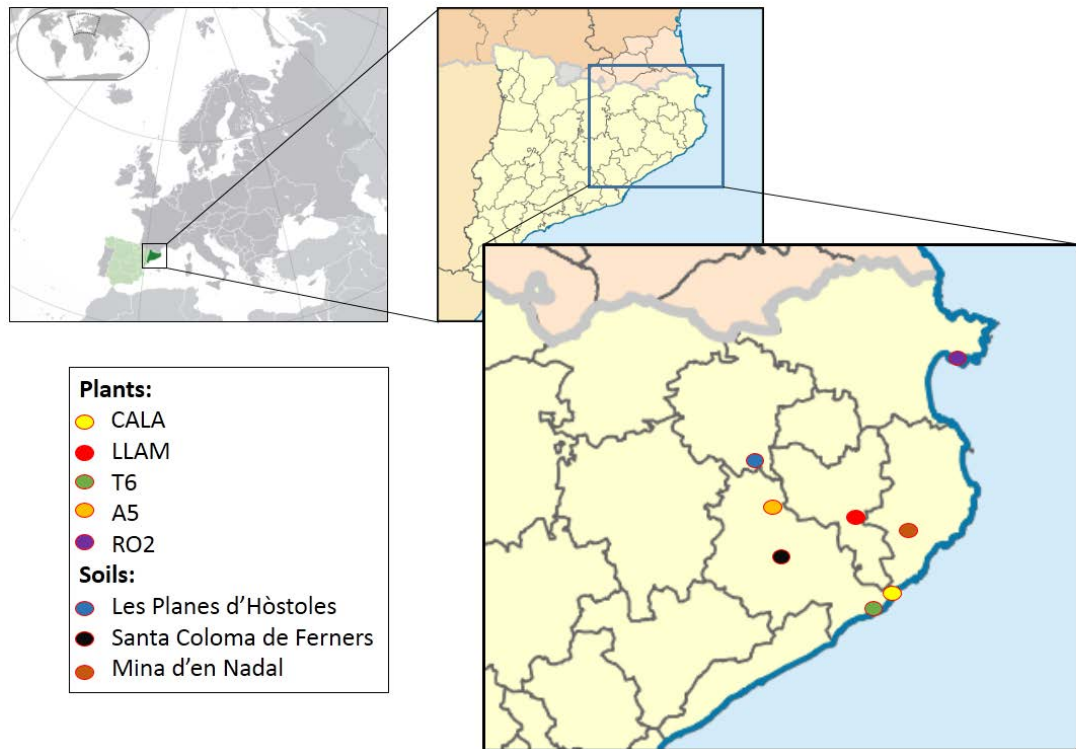 Plants:
CALA
LLAM
T6
A5
RO2
Soils:
Les Planes d'Hòstoles
Santa Coloma de Ferners
Mina d'en Nadal